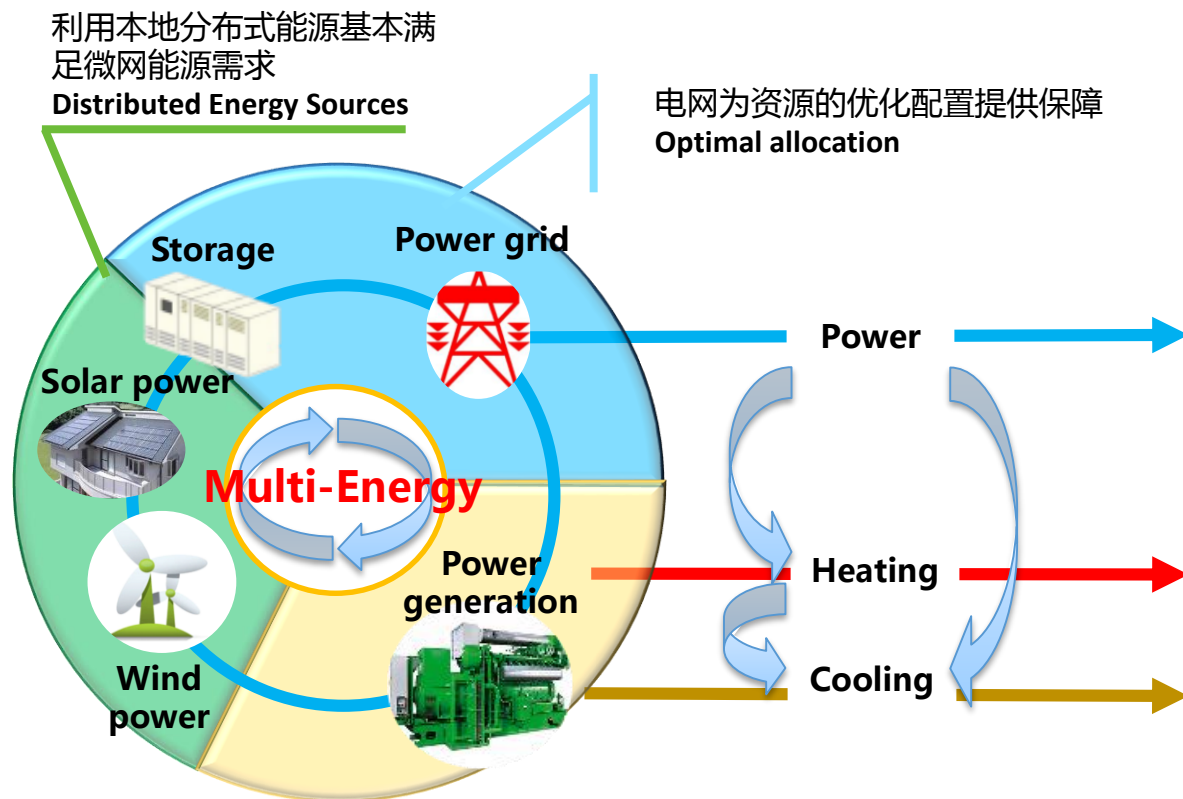 利用本地分布式能源基本满
足微网能源需求
Distributed Energy Sources
电网为资源的优化配置提供保障
Optimal allocation
Storage
Power grid
Power
Solar power
Multi-Energy
Power
generation
Heating
Wind
power
Cooling